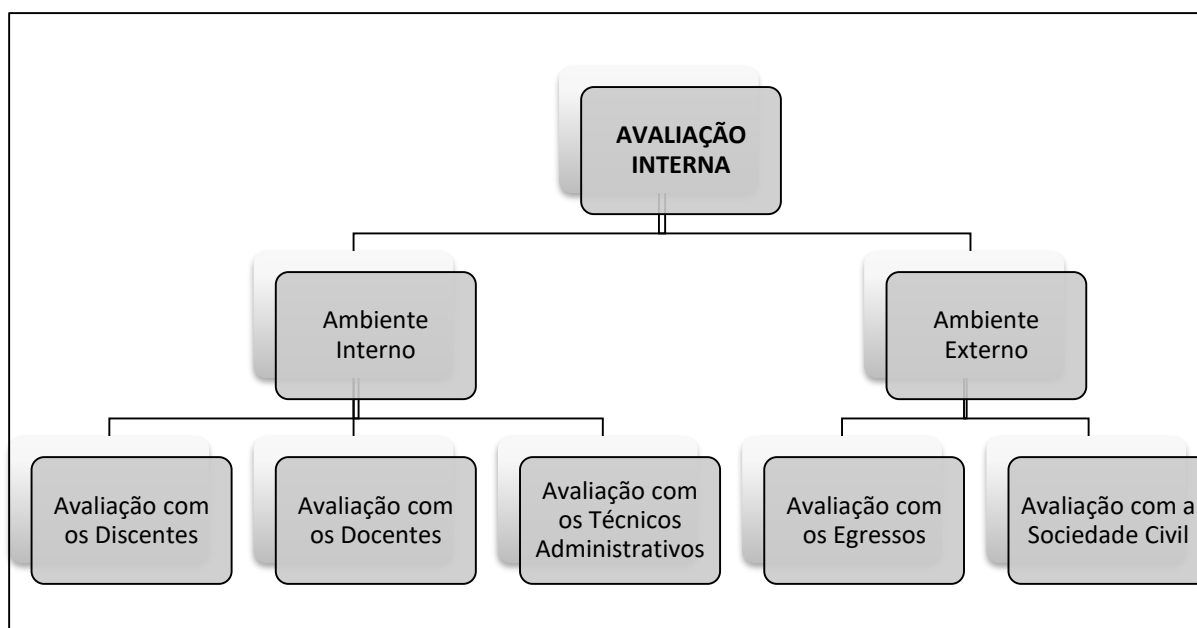 AVALIAÇÃO
INTERNA
Ambiente
Interno
Ambiente
Externo
Avaliação com
os Discentes
Avaliação com
os Docentes
Avaliação com
os Técnicos
Administrativos
Avaliação com
os Egressos
Avaliação com a
Sociedade Civil